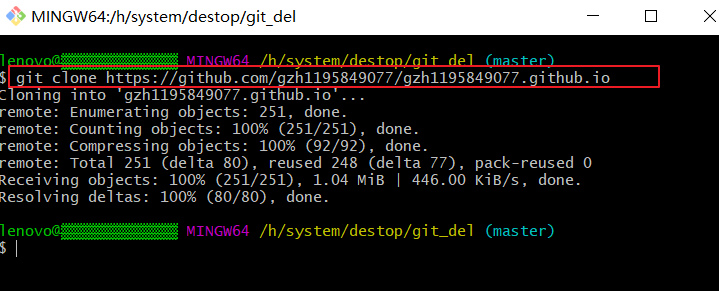 MINGW64:/h/system/destop/git_del
lenovo@ MINGW64 /h/system/destop/git_del (master)
$ git clone https://github.com/gzh1195849077/gzh1195849077.github.io
Cloning into 'gzh1195849077.github.io'...
remote: Enumerating objects: 251, done.
remote: Counting objects: 100% (251/251), done.
remote: Compressing objects: 100% (92/92), done.
remote: Total 251 (delta 80), reused 248 (delta 77), pack-reused 0
Receiving objects: 100% (251/251), 1.04 MiB | 446.00 KiB/s, done.
Resolving deltas: 100% (80/80), done.
lenovo@ MINGW64 /h/system/destop/git_del (master)
$